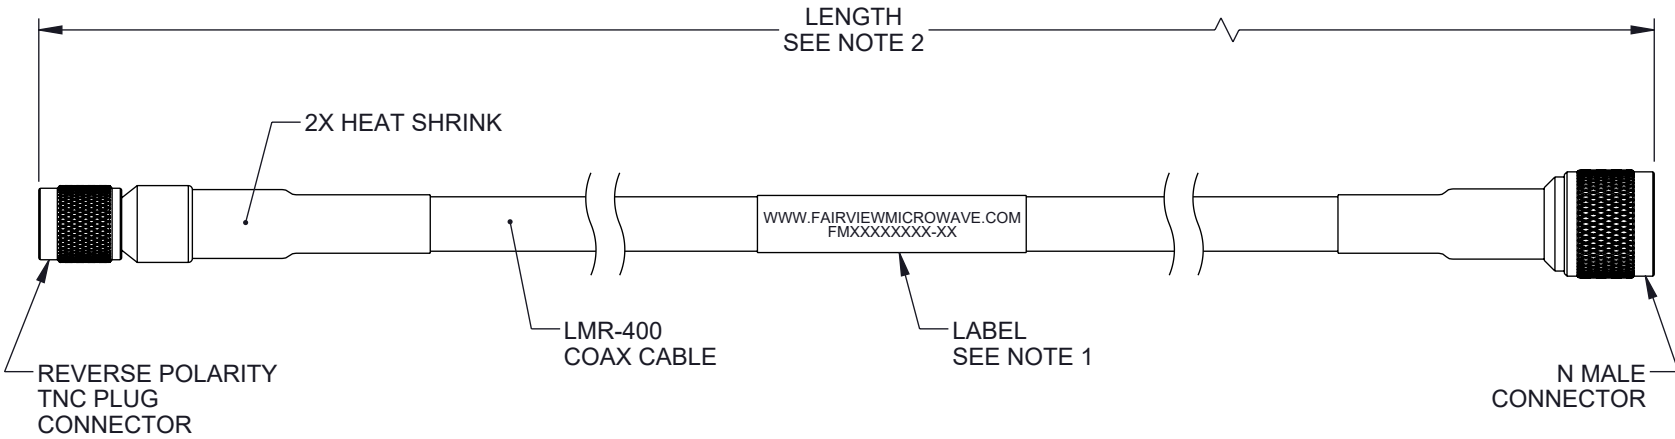 LENGTH
SEE NOTE 2
2X HEAT SHRINK
WWW.FAIRVIEWMICROWAVE.COM
FMXXXXXXXX-XX
LMR-400
COAX CABLE
LABEL
SEE NOTE 1
REVERSE POLARITY
TNC PLUG
CONNECTOR
N MALE
CONNECTOR